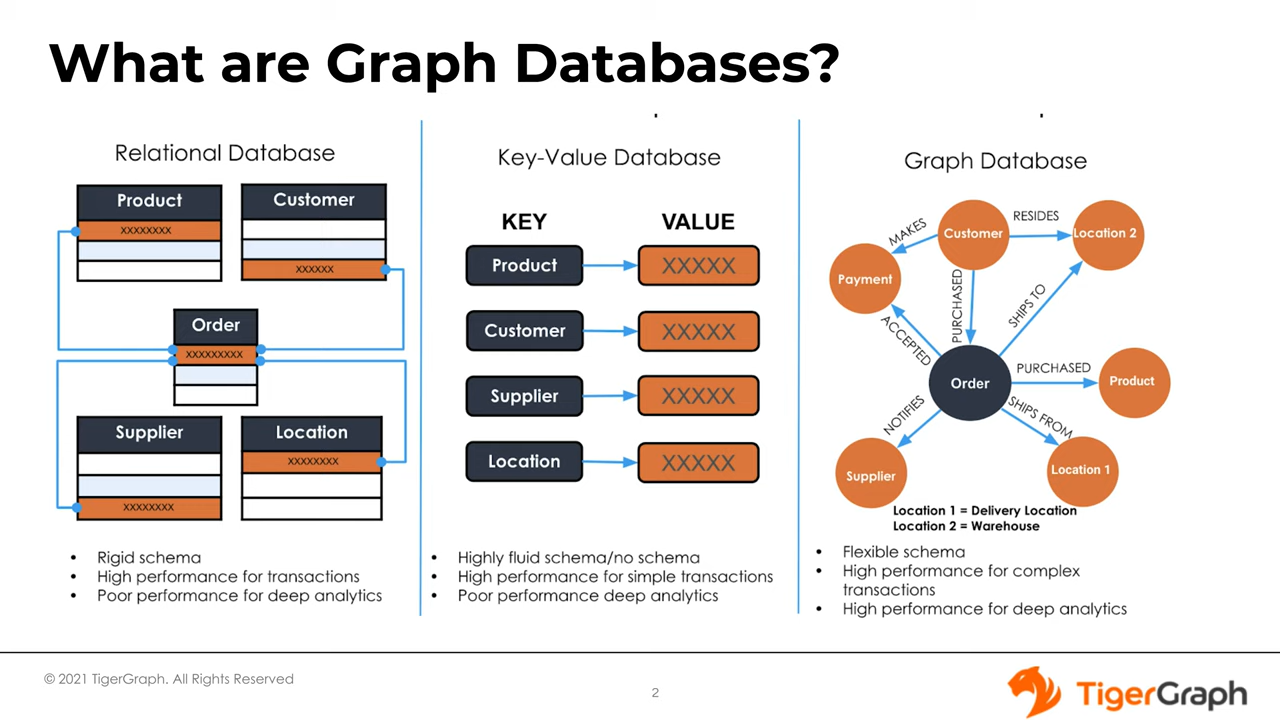 What are Graph Databases?
Relational Database
Product
XXXXXXXX
Customer
XXXXXX
Order
XXXXXXXXX
Supplier
XXXXXXXX
Location
XXXXXXXX
• Rigid schema
• High performance for transactions
• Poor performance for deep analytics
Key-Value Database
KEY VALUE
Product XXXXX
Customer XXXXX
Supplier XXXXX
Location XXXXX
• Highly fluid schema/no schema
• High performance for simple transactions
• Poor performance deep analytics
Graph Database
Customer
RESIDES
Location 2
MAKES
Payment
PURCHASED
SHIPS TO
ACCEPTED
Order
PURCHASED
Product
NOTIFIES
SHIPS FROM
Supplier
Location 1
Location 1 = Delivery Location
Location 2 = Warehouse
• Flexible schema
• High performance for complex
transactions
• High performance for deep analytics
© 2021 TigerGraph. All Rights Reserved
2
TigerGraph